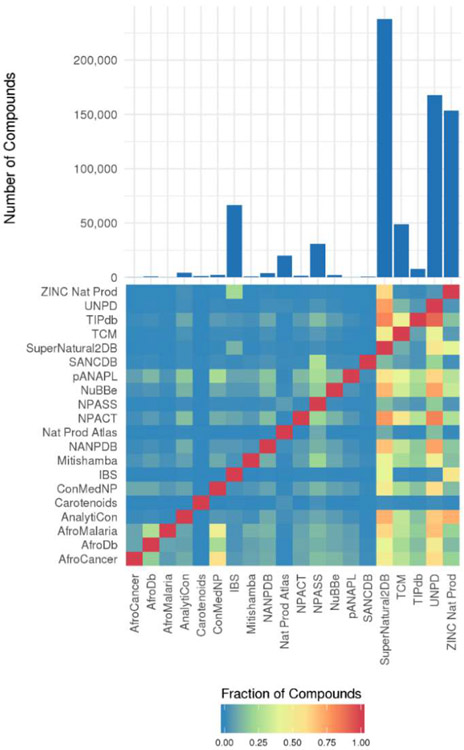 Number of Compounds
200,000
150,000
100,000
50,000
0
ZINC Nat Prod
UNPD
TIPdb
TCM
SuperNatural2DB
SANCDB
pANAPL
NuBBe
NPASS
NPACT
Nat Prod Atlas
NANPDB
Mitishamba
IBS
ConMedNP
Carotenoids
AnalytiCon
AfroMalaria
AfroDb
AfroCancer
AfroCancer
AfroDb
AfroMalaria
AnalytiCon
Carotenoids
ConMedNP
IBS
Mitishamba
NANPDB
Nat Prod Atlas
NPACT
NPASS
NuBBe
pANAPL
SANCDB
SuperNatural2DB
TCM
TIPdb
UNPD
ZINC Nat Prod
Fraction of Compounds
0.00 0.25 0.50 0.75 1.00